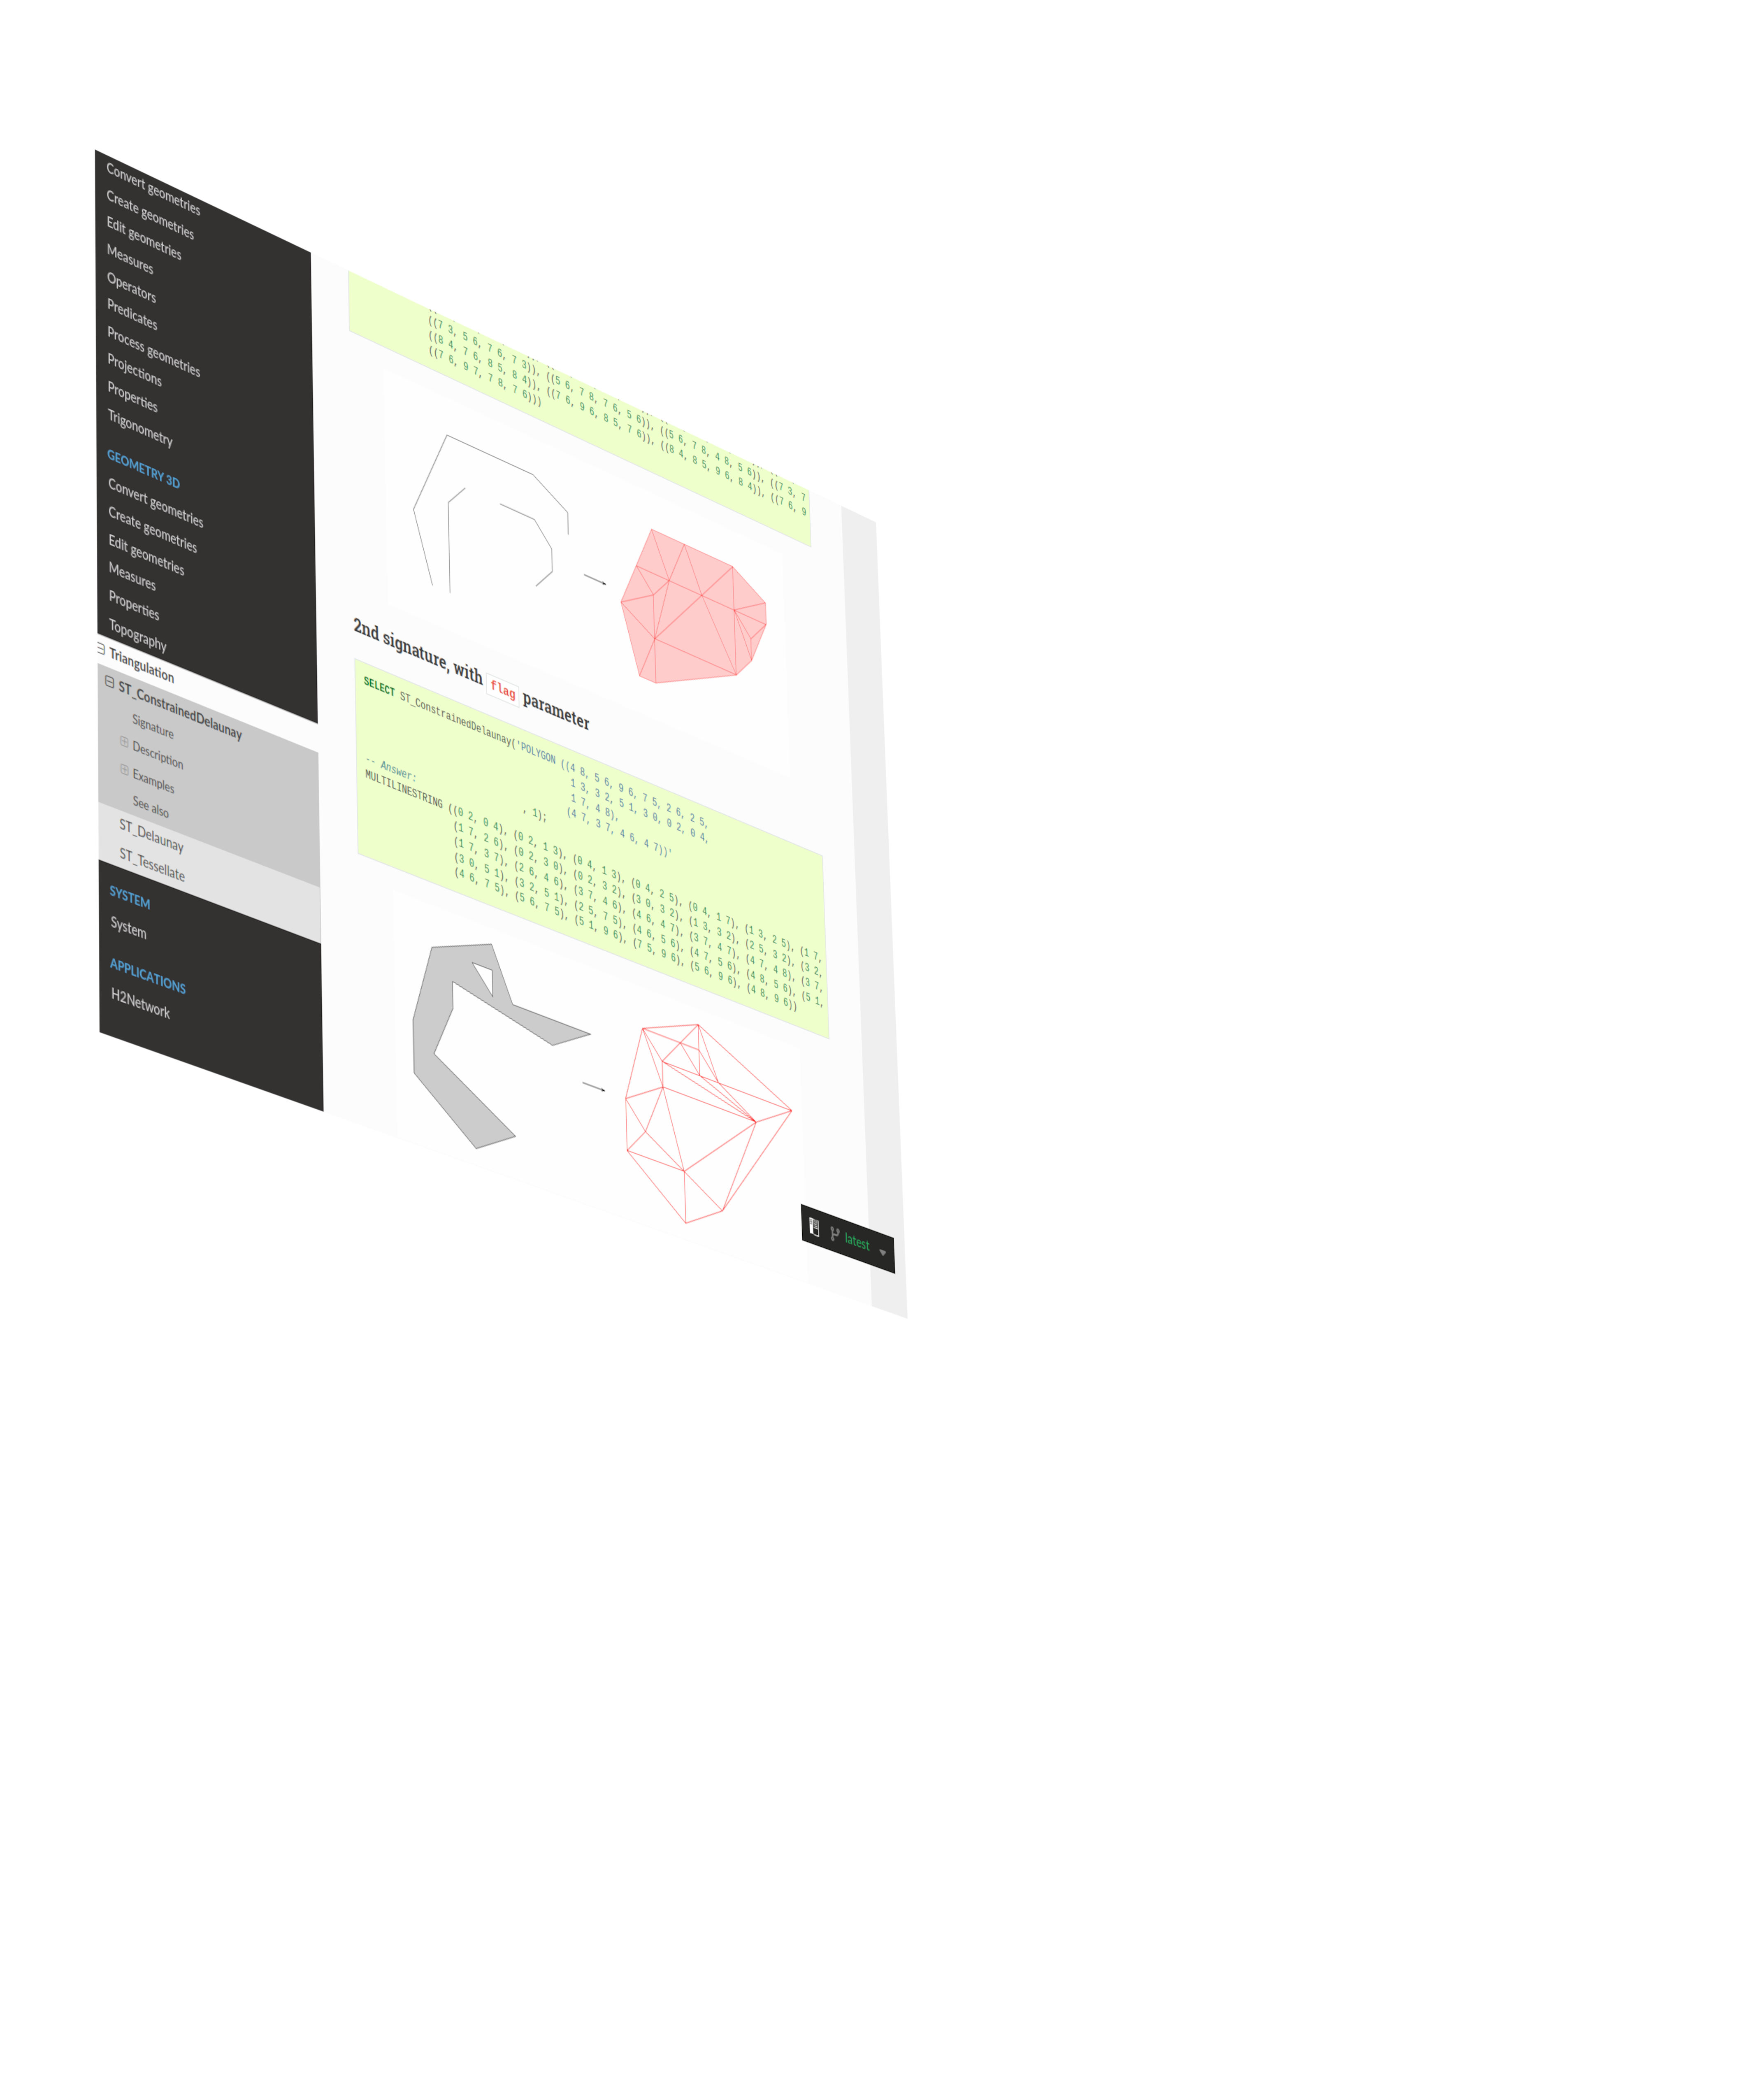 Convert geometries
Create geometries
Edit geometries
Measures
Operators
Predicates
Process geometries
Projections
Properties
Trigonometry
GEOMETRY 3D
Convert geometries
Create geometries
Edit geometries
Measures
Properties
Topography
Triangulation
ST_ConstrainedDelaunay
Signature
Description
Examples
See also
ST_Delaunay
ST_Tessellate
SYSTEM
System
APPLICATIONS
H2Network
((7 3, 5 6, 7 6, 7 3)), ((5 6, 7 8, 7 6, 5 6)), ((5 6, 7 8, 4 8, 5 6)), ((7 3, 7
((8 4, 7 6, 8 5, 8 4)), ((7 6, 9 6, 8 5, 7 6)), ((8 4, 8 5, 9 6, 8 4)), ((7 6, 9
((7 6, 9 7, 7 8, 7 6)))
2nd signature, with flag parameter
SELECT ST_ConstrainedDelaunay('POLYGON ((4 8, 5 6, 9 6, 7 5, 2 6, 2 5,
1 3, 3 2, 5 1, 3 0, 0 2, 0 4,
1 7, 4 8),
(4 7, 3 7, 4 6, 4 7))'
, 1);
-- Answer:
MULTILINESTRING ((0 2, 0 4), (0 2, 1 3), (0 4, 1 3), (0 4, 2 5), (0 4, 1 7), (1 3, 2 5), (1 7,
(1 7, 2 6), (0 2, 3 0), (0 2, 3 2), (3 0, 3 2), (1 3, 3 2), (2 5, 3 2), (3 2,
(1 7, 3 7), (2 6, 4 6), (3 7, 4 6), (4 6, 4 7), (3 7, 4 7), (4 7, 4 8), (3 7,
(3 0, 5 1), (3 2, 5 1), (2 5, 7 5), (4 6, 5 6), (4 7, 5 6), (4 8, 5 6), (5 1,
(4 6, 7 5), (5 6, 7 5), (5 1, 9 6), (7 5, 9 6), (5 6, 9 6), (4 8, 9 6))
latest